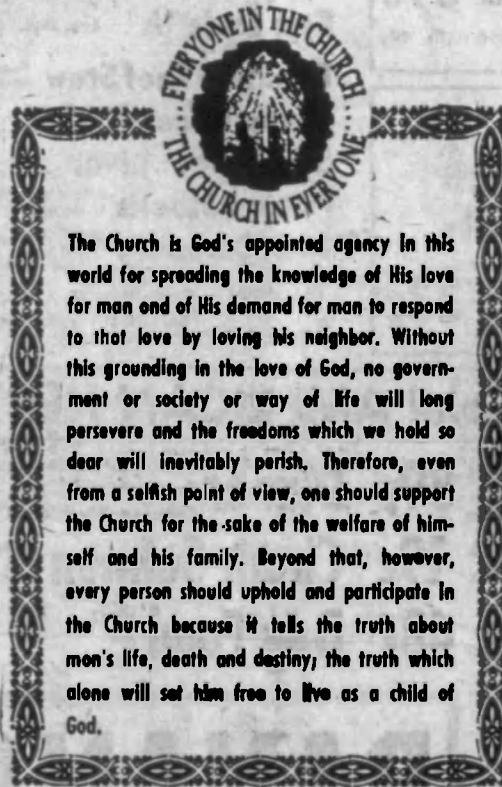 EVERYONE IN THE CHURCH...
THE CHURCH IN EVERYONE...
The Church is God's appointed agency in this
world for spreading the knowledge of His love
for man and of His demand for man to respond
to that love by loving his neighbor. Without
this grounding in the love of God, no govern-
ment or society or way of life will long
persevere and the freedoms which we hold so
dear will inevitably perish. Therefore, even
from a selfish point of view, one should support
the Church for the sake of the welfare of him-
self and his family. Beyond that, however,
every person should uphold and participate in
the Church because it tells the truth about
man's life, death and destiny; the truth which
alone will set him free to live as a child of
God.